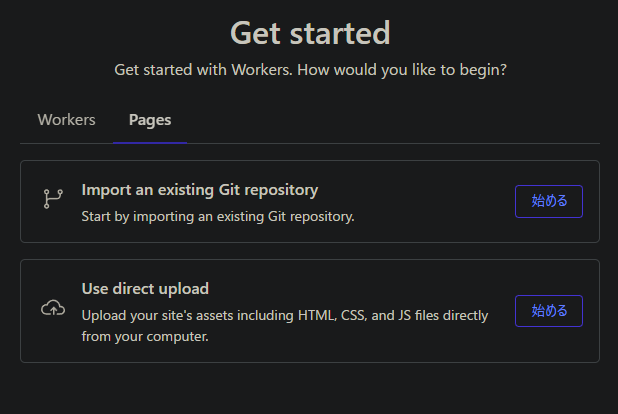 Get started
Get started with Workers. How would you like to begin?
Workers
Pages
Import an existing Git repository
Start by importing an existing Git repository.
始める
Use direct upload
Upload your site's assets including HTML, CSS, and JS files directly
from your computer.
始める